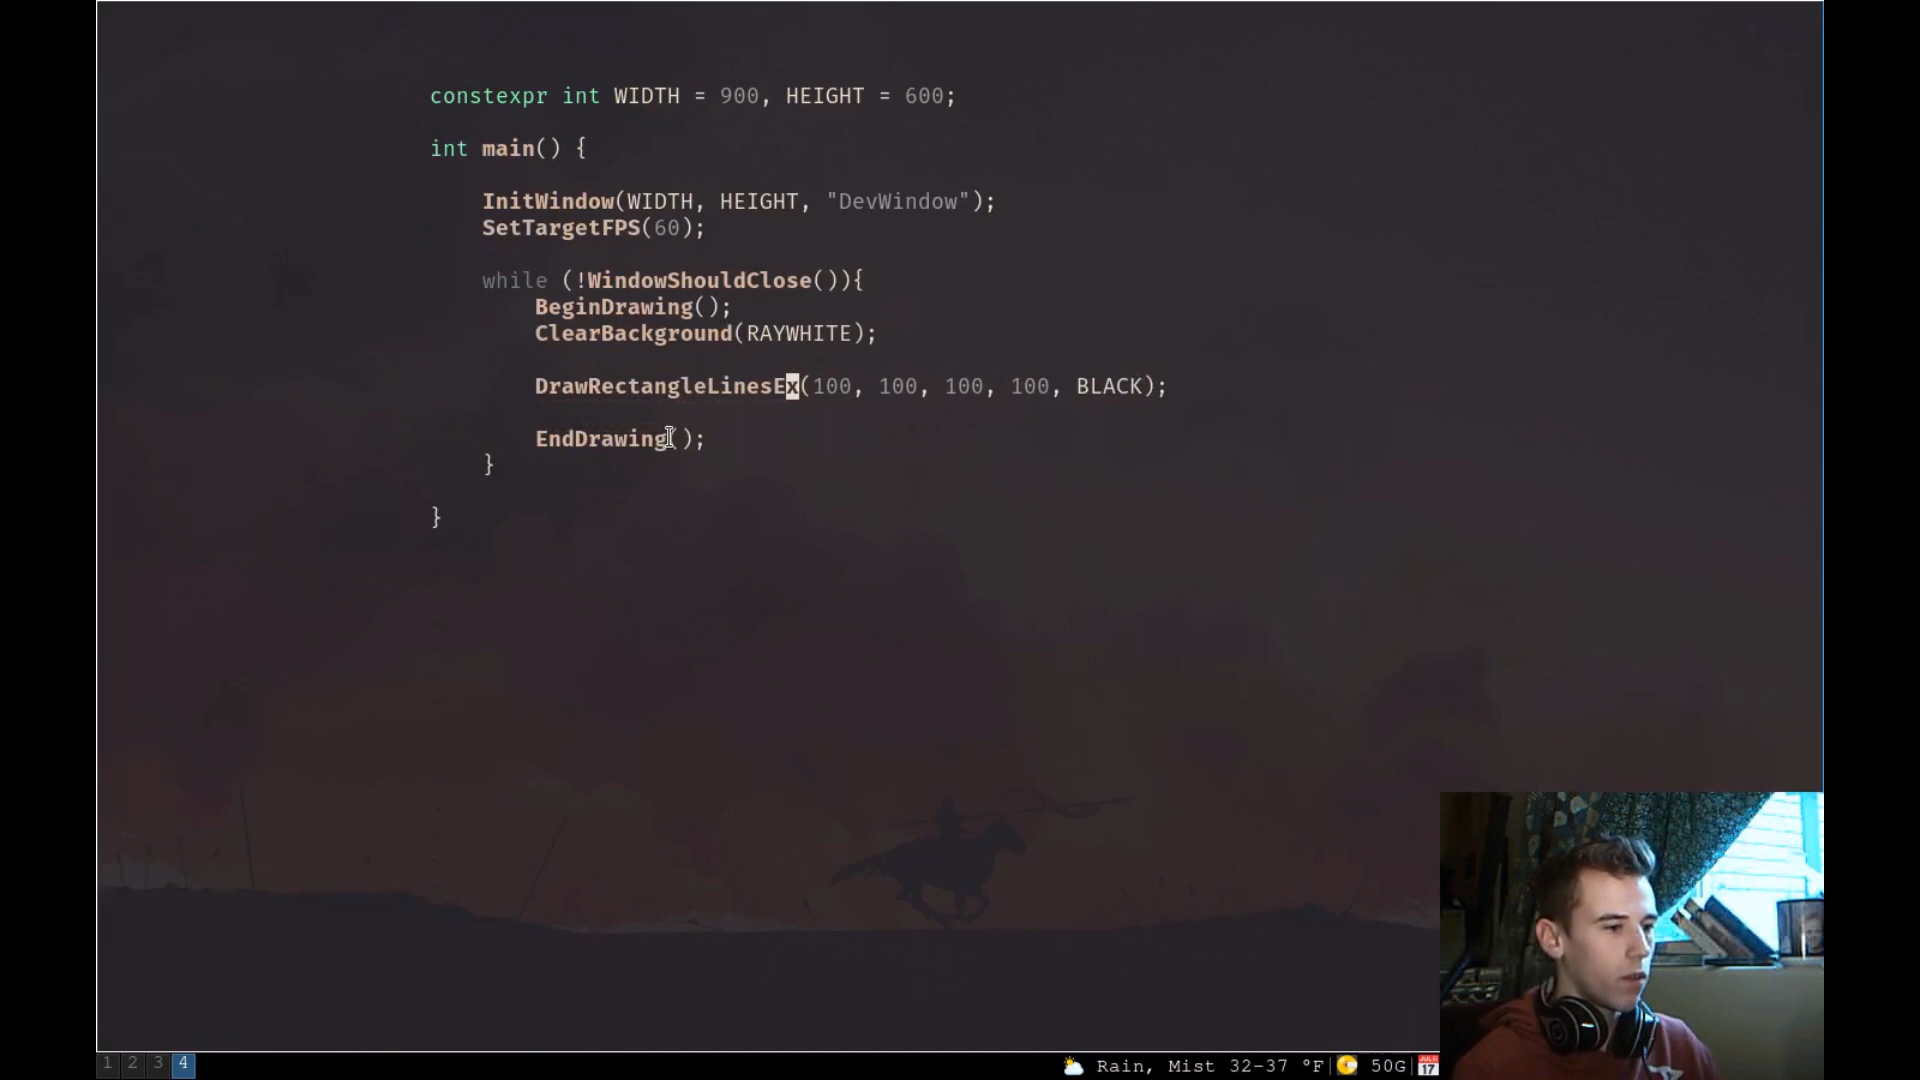 constexpr int WIDTH = 900, HEIGHT = 600;
int main() {
InitWindow(WIDTH, HEIGHT, "DevWindow");
SetTargetFPS(60);
while (!WindowShouldClose()){
BeginDrawing();
ClearBackground(RAYWHITE);
DrawRectangleLinesEx(100, 100, 100, 100, BLACK);
EndDrawing();
}
}
1 2 3 4 Rain, Mist 32-37 °F| 50G| 17